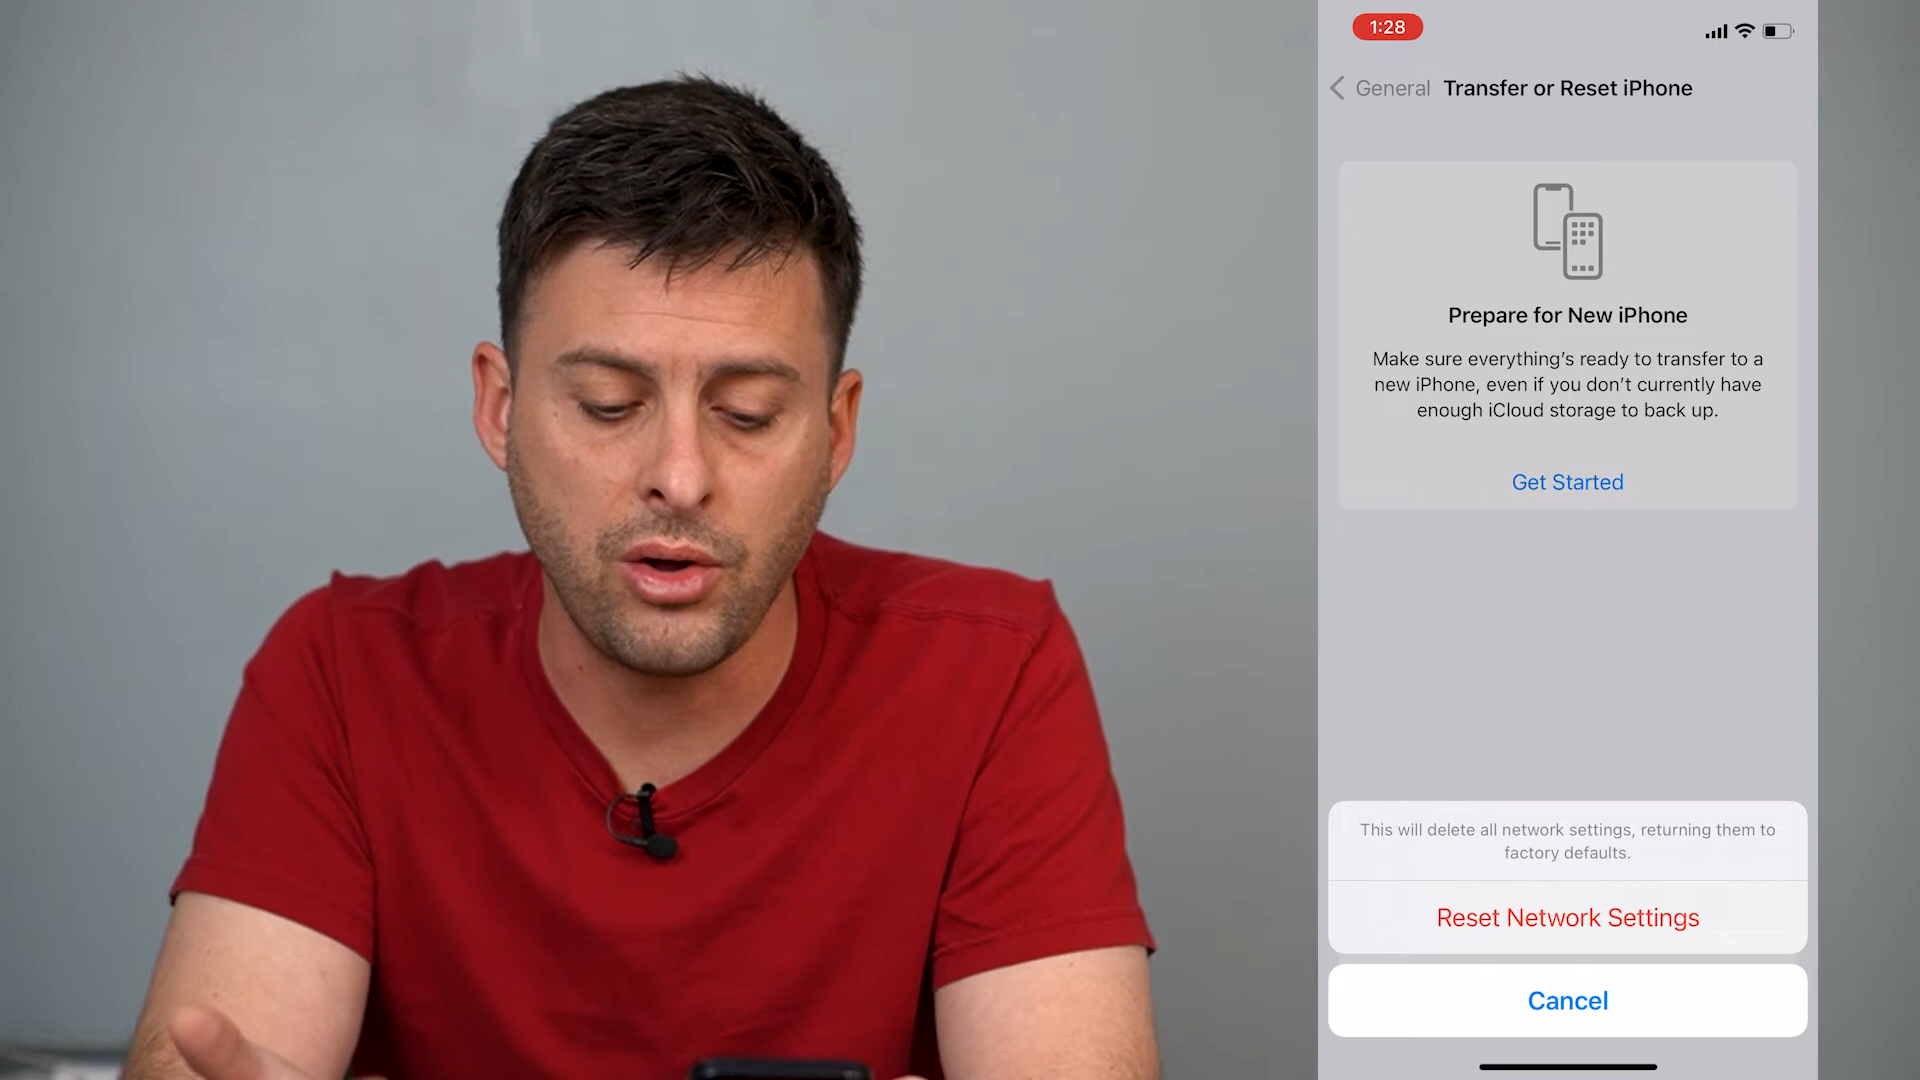 1:28
General Transfer or Reset iPhone
Prepare for New iPhone
Make sure everything's ready to transfer to a
new iPhone, even if you don't currently have
enough iCloud storage to back up.
Get Started
This will delete all network settings, returning them to
factory defaults.
Reset Network Settings
Cancel